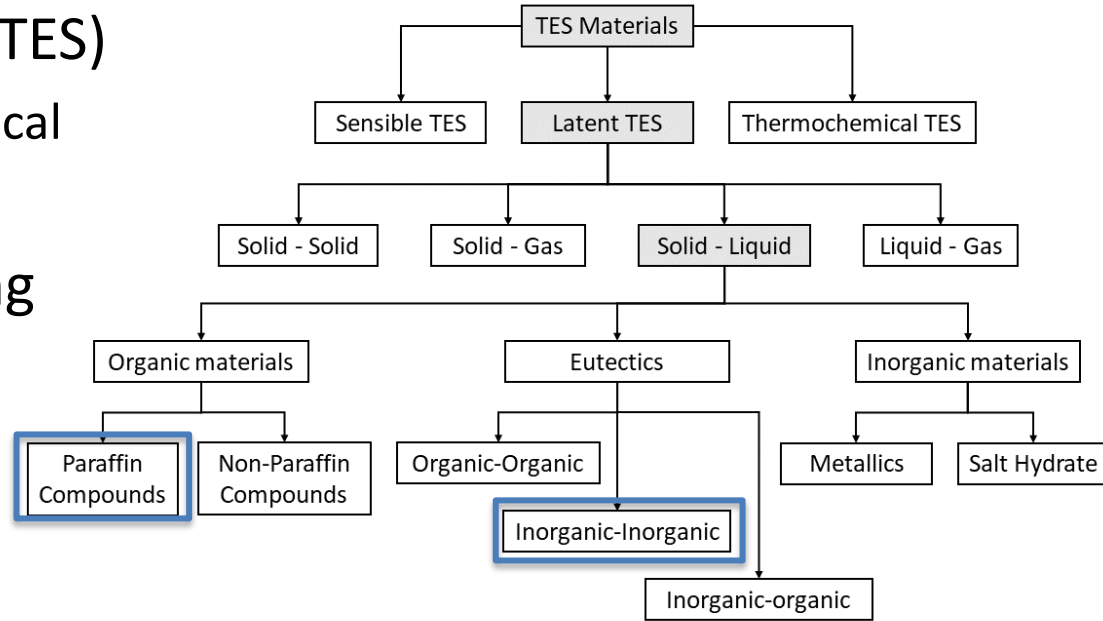 TES)
cal
g
TES Materials
Sensible TES
Latent TES
Thermochemical TES
Solid - Solid
Solid - Gas
Solid - Liquid
Liquid - Gas
Organic materials
Eutectics
Inorganic materials
Paraffin
Compounds
Non-Paraffin
Compounds
Organic-Organic
Metallics
Salt Hydrate
Inorganic-Inorganic
Inorganic-organic